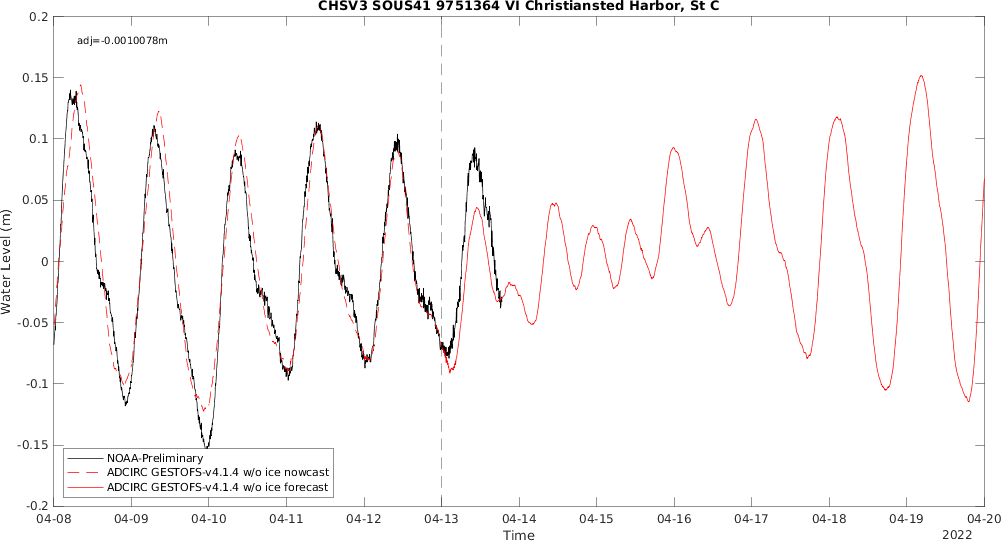 CHSV3 SOUS41 9751364 VI Christiansted Harbor, St C
adj=-0.0010078m
0.2
0.15
0.1
0.05
0
-0.05
-0.1
-0.15
-0.2
Water Level (m)
NOAA-Preliminary
ADCIRC GESTOFS-v4.1.4 w/o ice nowcast
ADCIRC GESTOFS-v4.1.4 w/o ice forecast
04-08 04-09 04-10 04-11 04-12 04-13 04-14 04-15 04-16 04-17 04-18 04-19 04-20
Time
2022